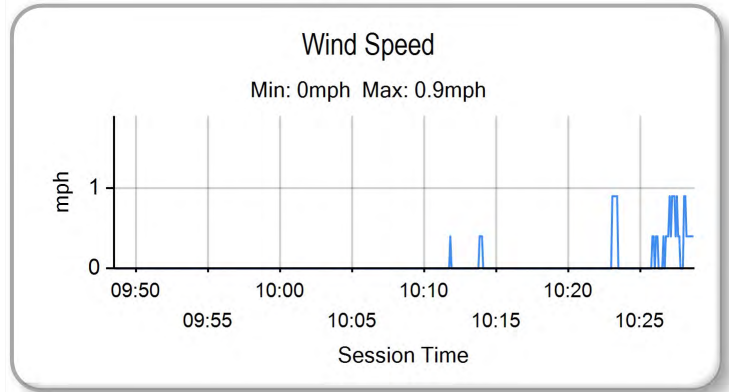 Wind Speed
Min: 0mph Max: 0.9mph
mph
1
0
09:50 10:00 10:10 10:20
09:55 10:05 10:15 10:25
Session Time